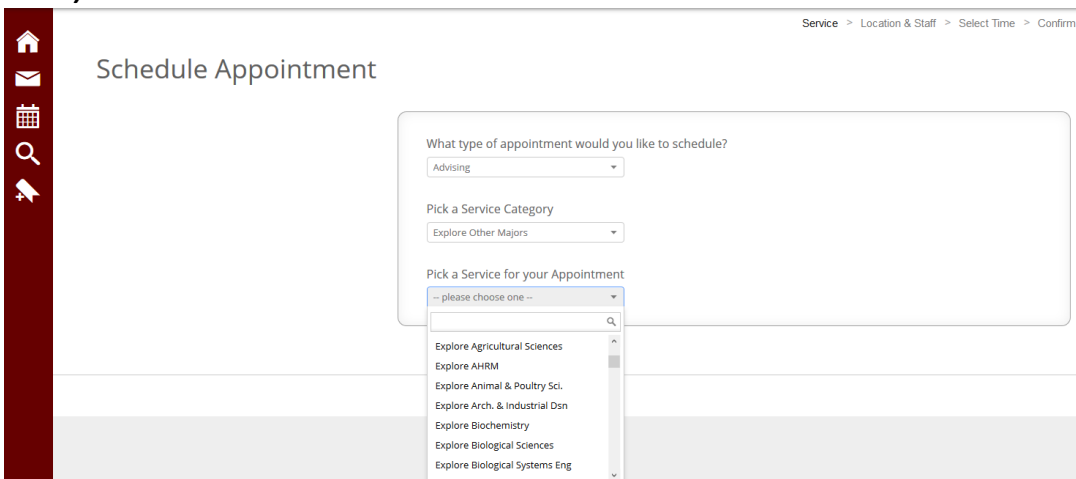 Service > Location & Staff > Select Time > Confirm
Schedule Appointment
What type of appointment would you like to schedule?
Advising
Pick a Service Category
Explore Other Majors
Pick a Service for your Appointment
-- please choose one --
Explore Agricultural Sciences
Explore AHRM
Explore Animal & Poultry Sci.
Explore Arch. & Industrial Dsn
Explore Biochemistry
Explore Biological Sciences
Explore Biological Systems Eng